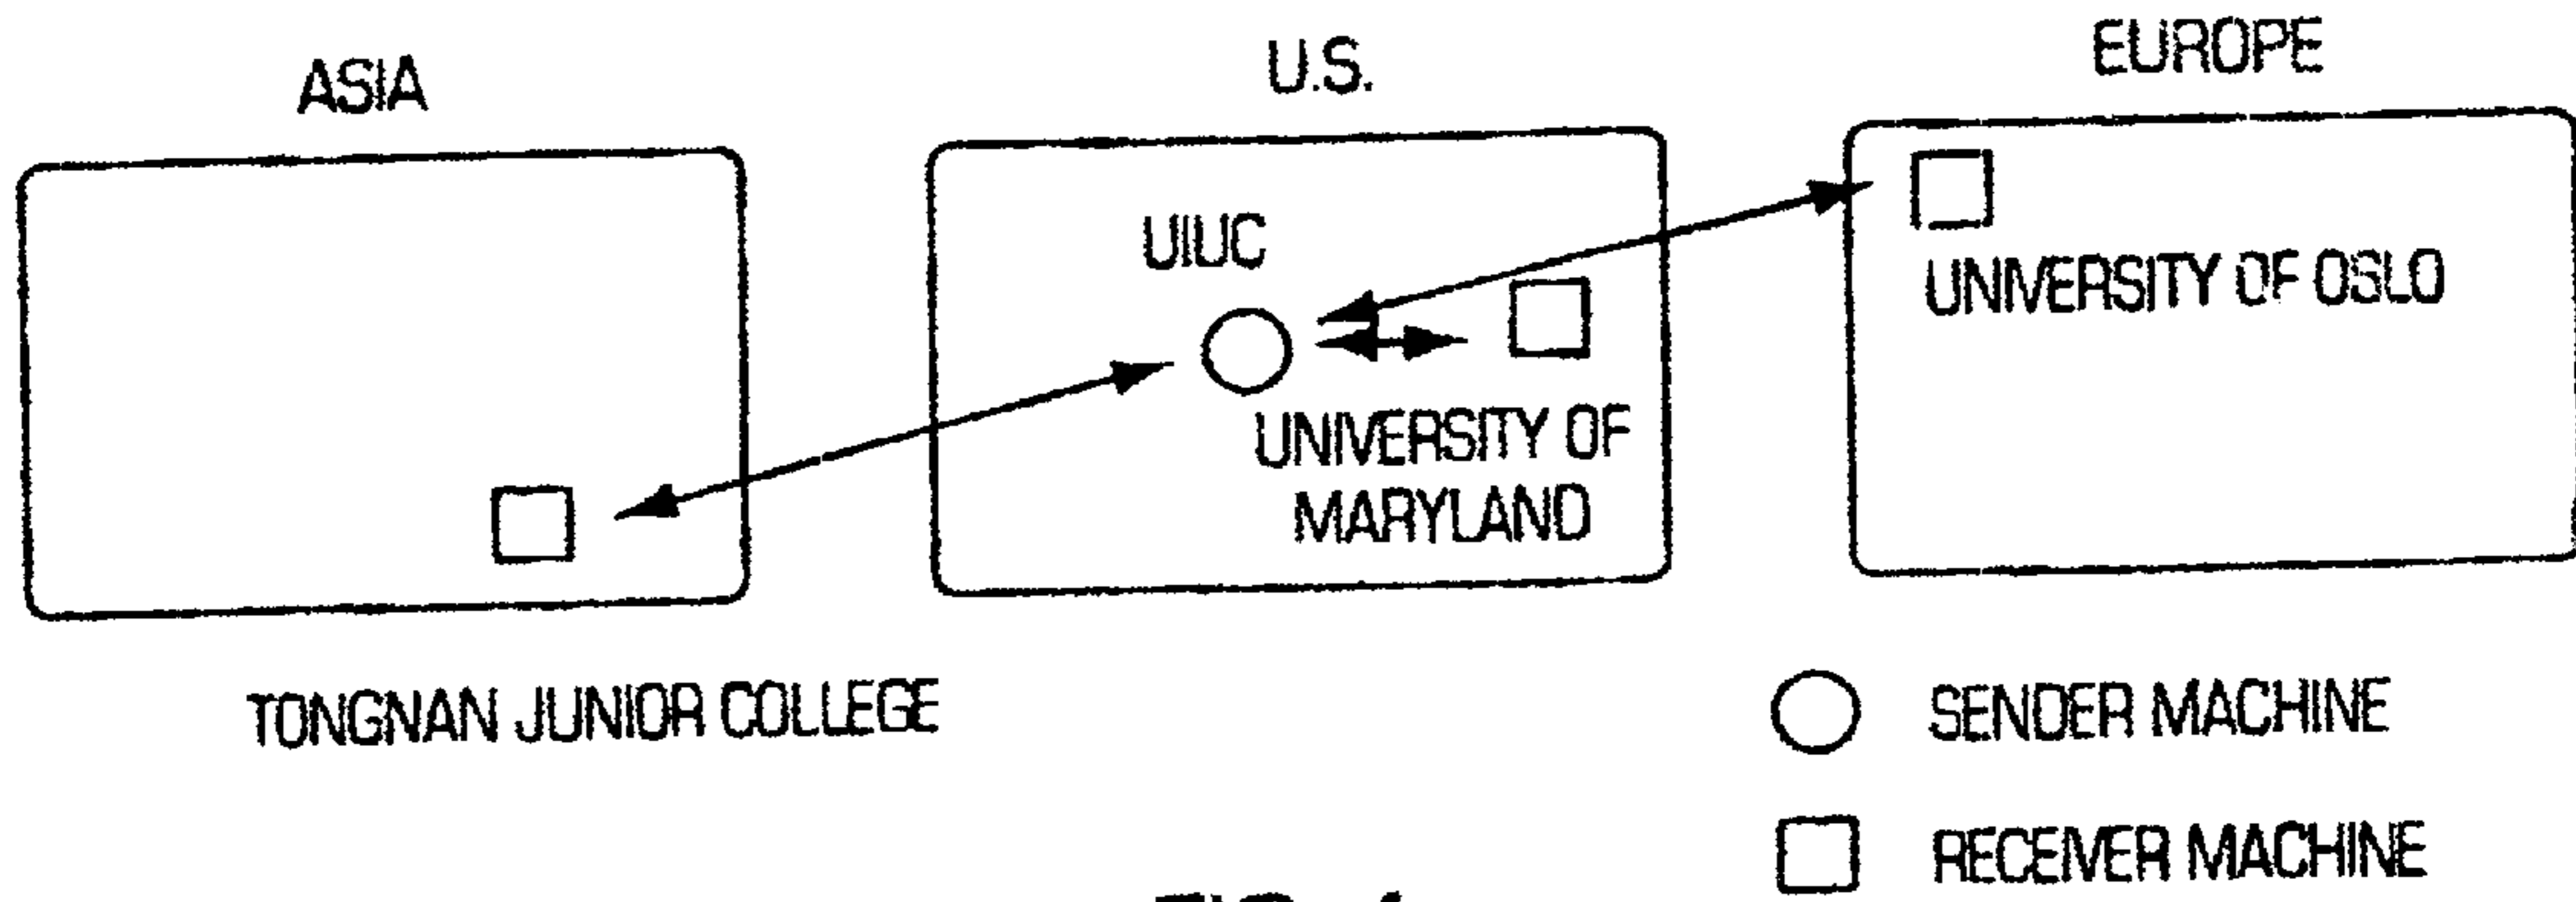 ASIA
U.S.
EUROPE
UIUC
UNIVERSITY OF OSLO
UNIVERSITY OF
MARYLAND
TONGNAN JUNIOR COLLEGE
SENDER MACHINE
RECEIVER MACHINE